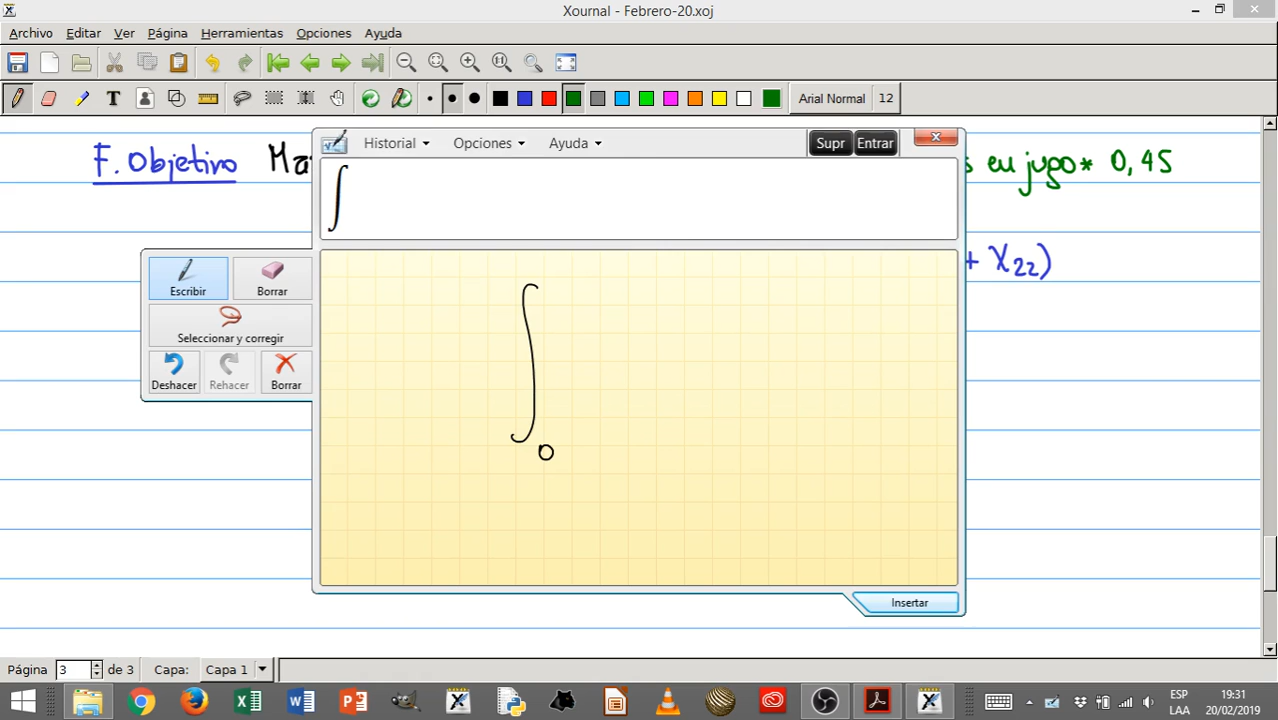 Xournal - Febrero-20.xoj
Archivo Editar Ver Página Herramientas Opciones Ayuda
Arial Normal 12
Historial Opciones Ayuda Supr Entrar
F. Objetivo Ma s en jugo* 0,45
∫
+ X22)
Escribir Borrar
Seleccionar y corregir
Deshacer Rehacer Borrar
∫
0
Insertar
Página 3 de 3 Capa: Capa 1
ESP 19:31
LAA 20/02/2019